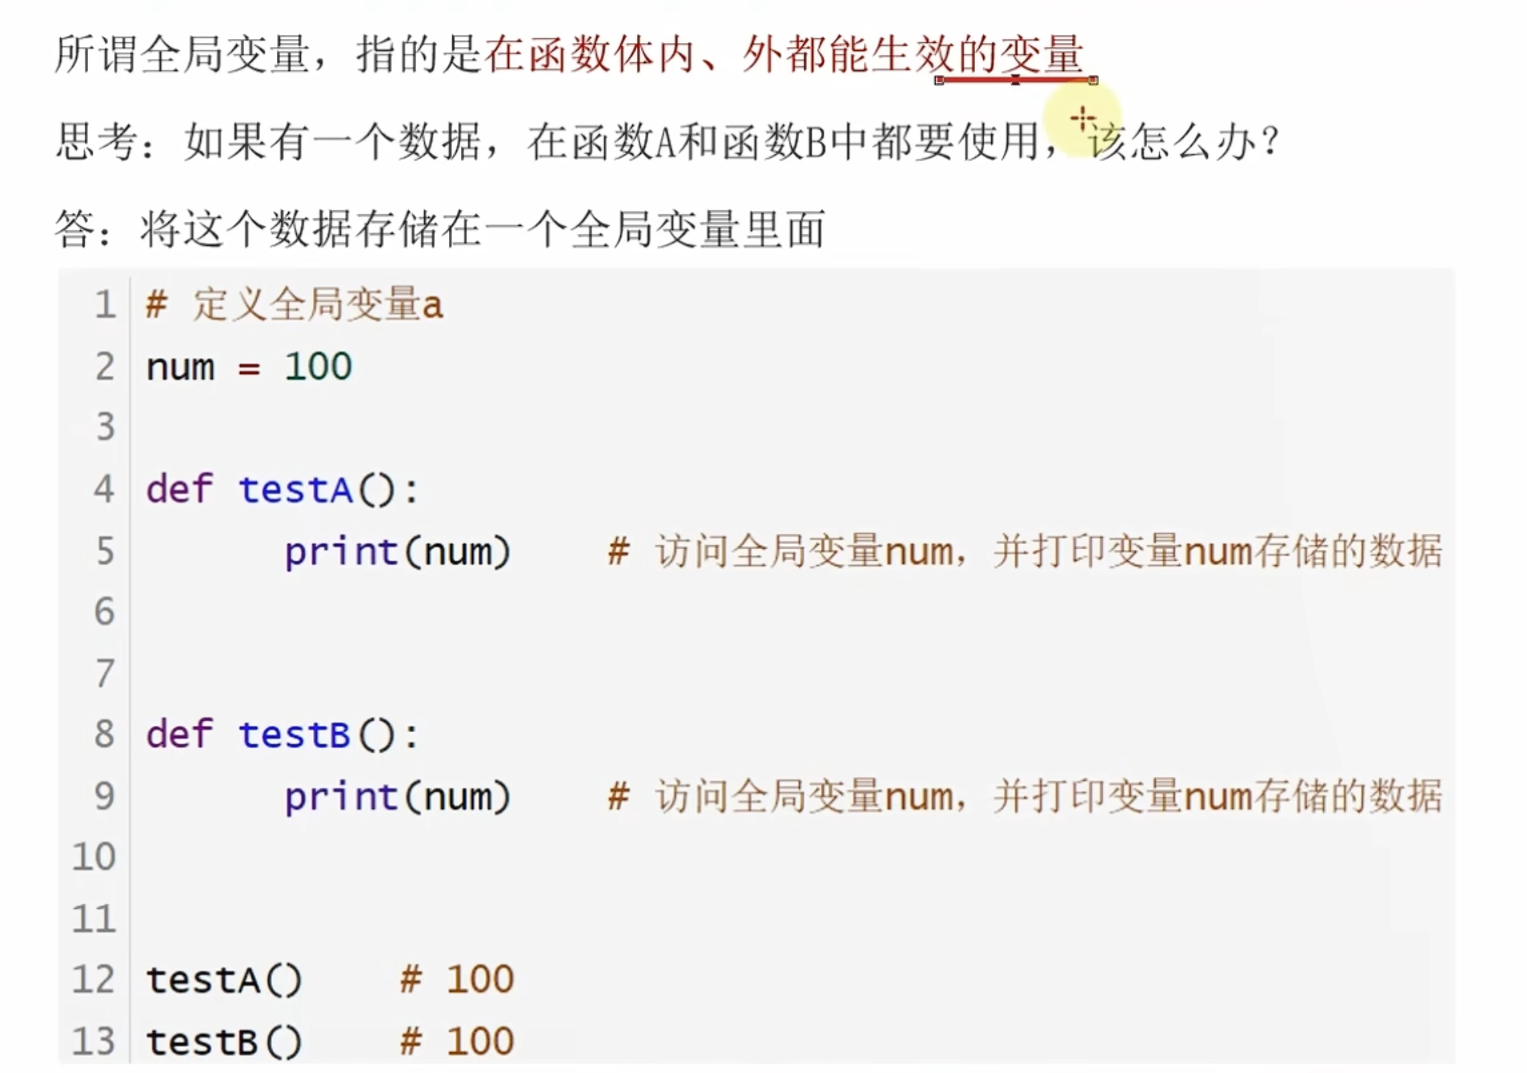 所谓全局变量，指的是在函数体内、外都能生效的变量
思考：如果有一个数据，在函数A和函数B中都要使用，该怎么办？
答：将这个数据存储在一个全局变量里面
1 # 定义全局变量a
2 num = 100
3
4 def testA():
5 print(num) # 访问全局变量num，并打印变量num存储的数据
6
7
8 def testB():
9 print(num) # 访问全局变量num，并打印变量num存储的数据
10
11
12 testA() # 100
13 testB() # 100